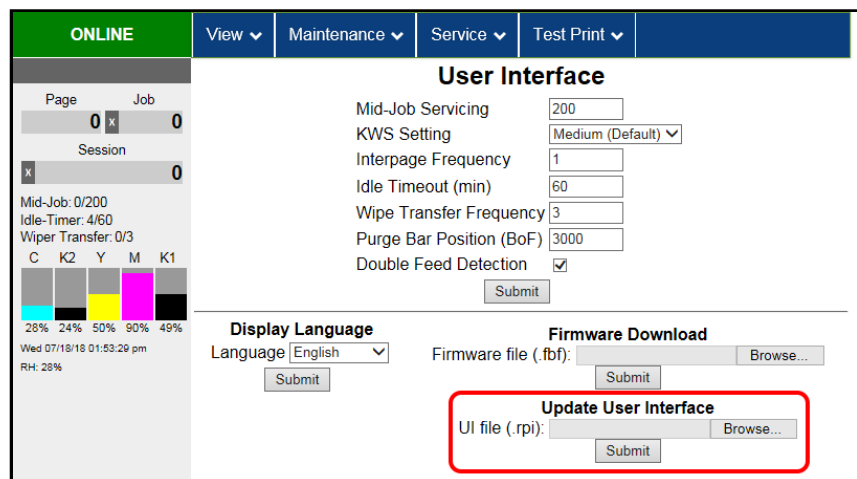 ONLINE
View Maintenance Service Test Print
Page Job
0 x 0
Session
x 0
Mid-Job: 0/200
Idle-Timer: 4/60
Wiper Transfer: 0/3
C K2 Y M K1
28% 24% 50% 90% 49%
Wed 07/18/18 01:53:29 pm
RH: 28%
User Interface
Mid-Job Servicing 200
KWS Setting Medium (Default)
Interpage Frequency 1
Idle Timeout (min) 60
Wipe Transfer Frequency 3
Purge Bar Position (BoF) 3000
Double Feed Detection
Submit
Display Language
Language English
Submit
Firmware Download
Firmware file (.fbf): Browse...
Submit
Update User Interface
UI file (.rpi): Browse...
Submit